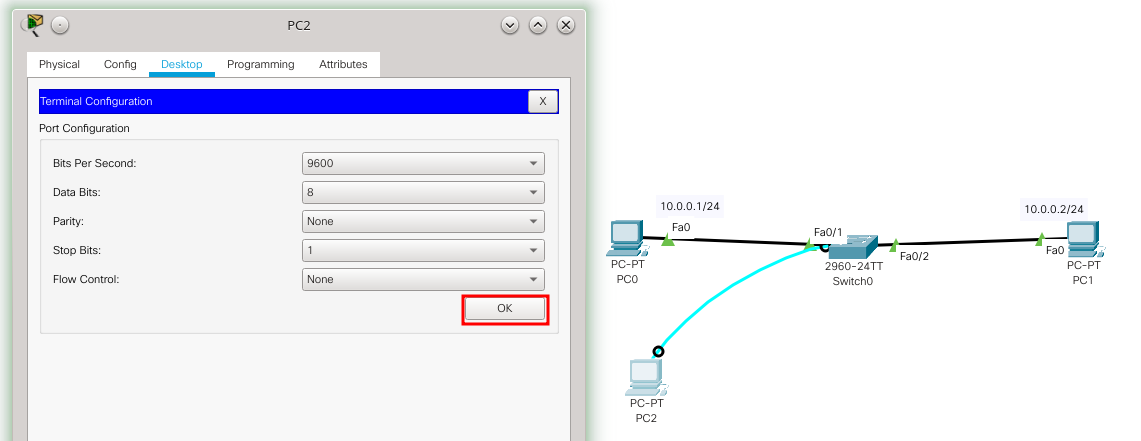 PC2
Physical Config Desktop Programming Attributes
Terminal Configuration X
Port Configuration
Bits Per Second: 9600
Data Bits: 8
Parity: None
Stop Bits: 1
Flow Control: None
OK
10.0.0.1/24
Fa0
PC-PT
PC0
Fa0/1
2960-24TT
Switch0
Fa0/2
10.0.0.2/24
Fa0
PC-PT
PC1
PC-PT
PC2